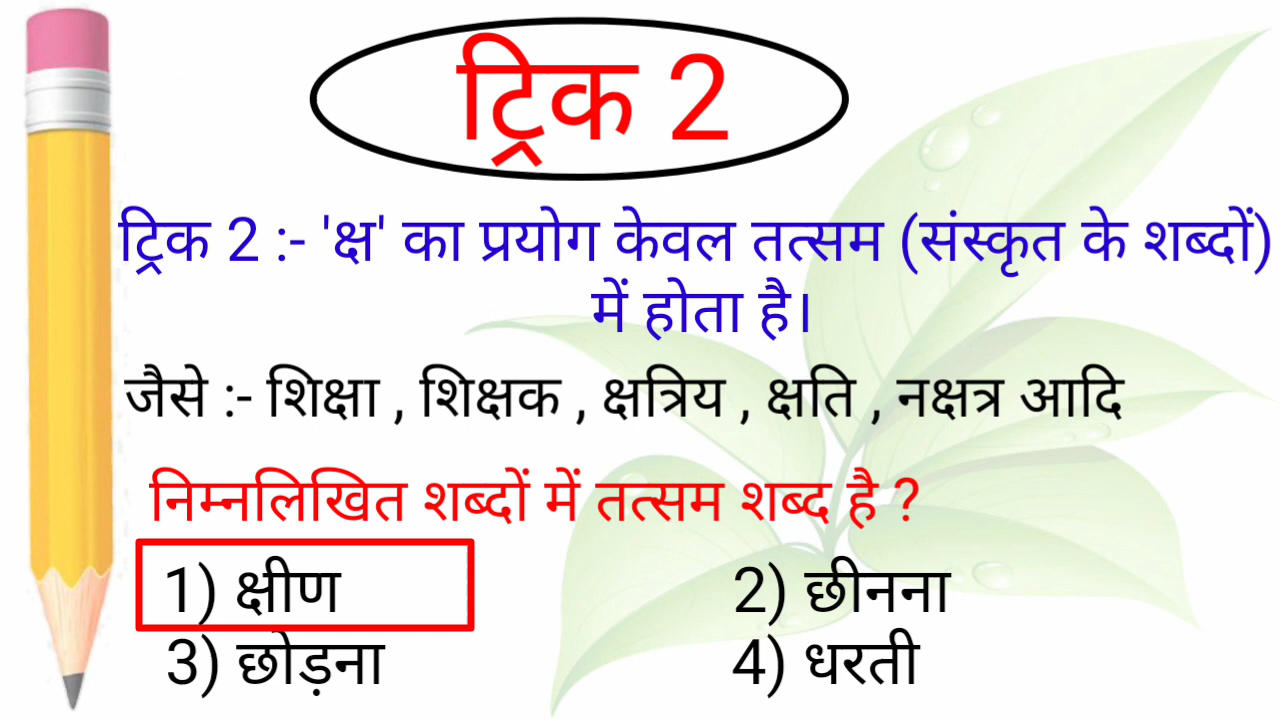 ट्रिक 2
ट्रिक 2 :- 'क्ष' का प्रयोग केवल तत्सम (संस्कृत के शब्दों)
में होता है।
जैसे :- शिक्षा , शिक्षक , क्षत्रिय , क्षति , नक्षत्र आदि
निम्नलिखित शब्दों में तत्सम शब्द है ?
1) क्षीण 2) छीनना
3) छोड़ना 4) धरती